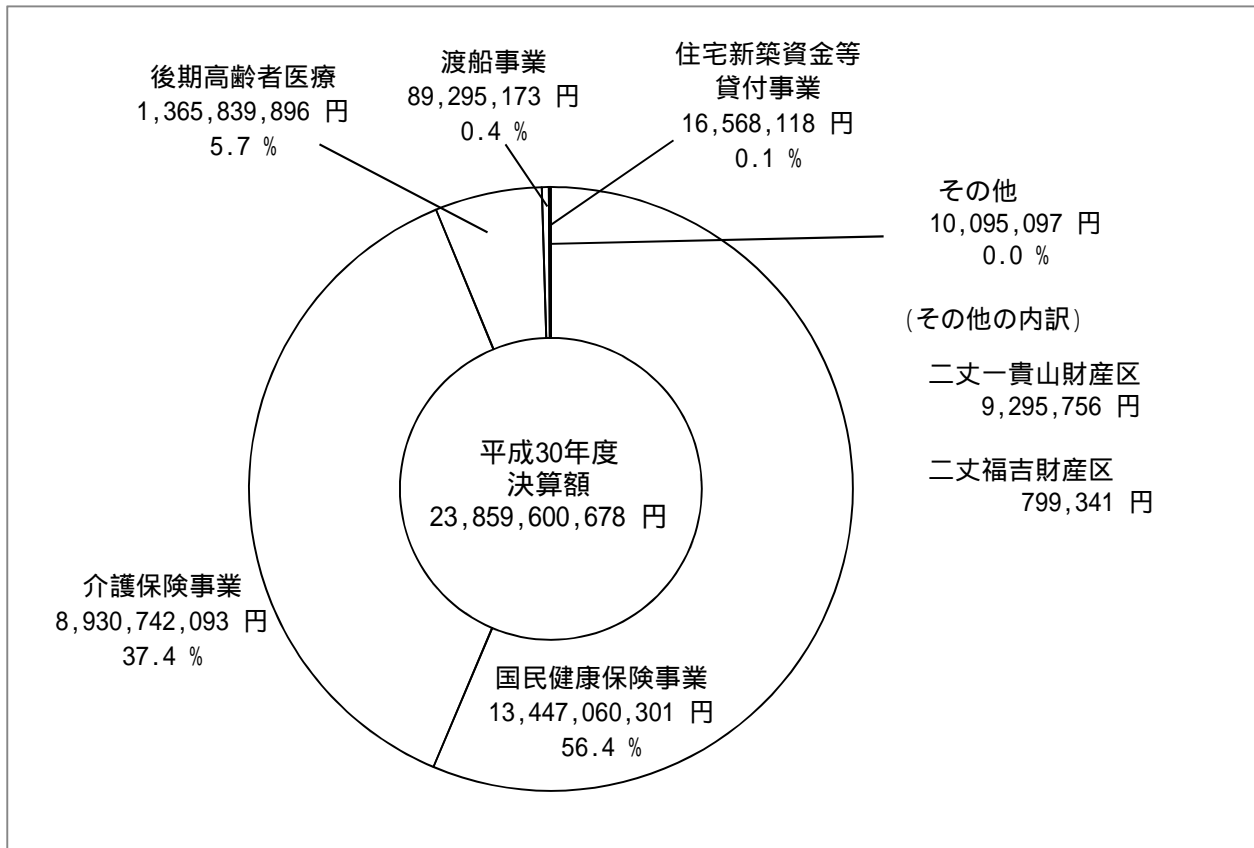 後期高齢者医療
1,365,839,896 円
5.7 %
渡船事業
89,295,173 円
0.4 %
住宅新築資金等
貸付事業
16,568,118 円
0.1 %
その他
10,095,097 円
0.0 %
(その他の内訳)
二丈一貴山財産区
9,295,756 円
二丈福吉財産区
799,341 円
平成30年度
決算額
23,859,600,678 円
介護保険事業
8,930,742,093 円
37.4 %
国民健康保険事業
13,447,060,301 円
56.4 %